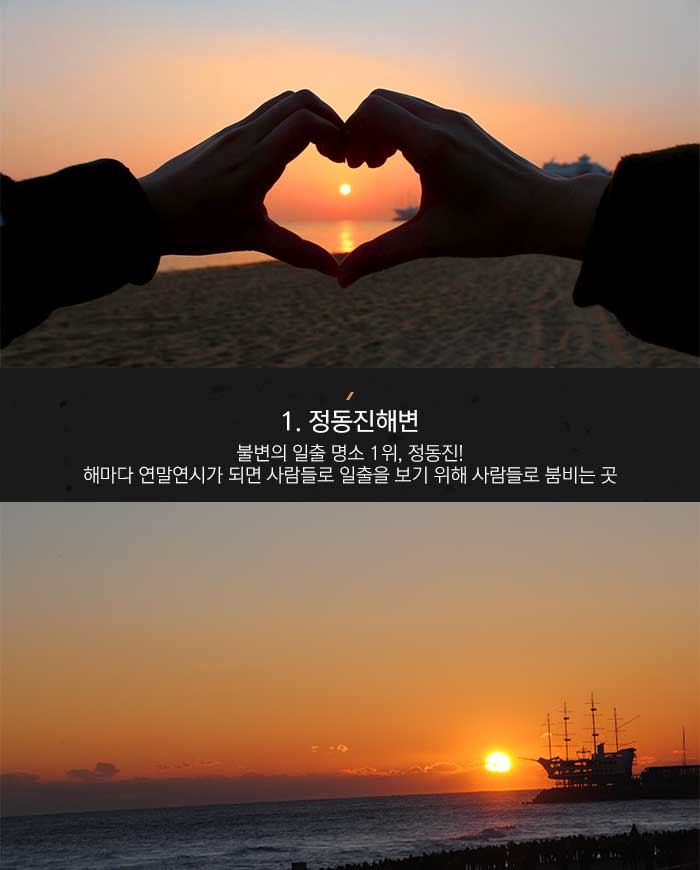 1. 정동진해변
불변의 일출 명소 1위, 정동진!
해마다 연말연시가 되면 사람들로 일출을 보기 위해 사람들로 붐비는 곳